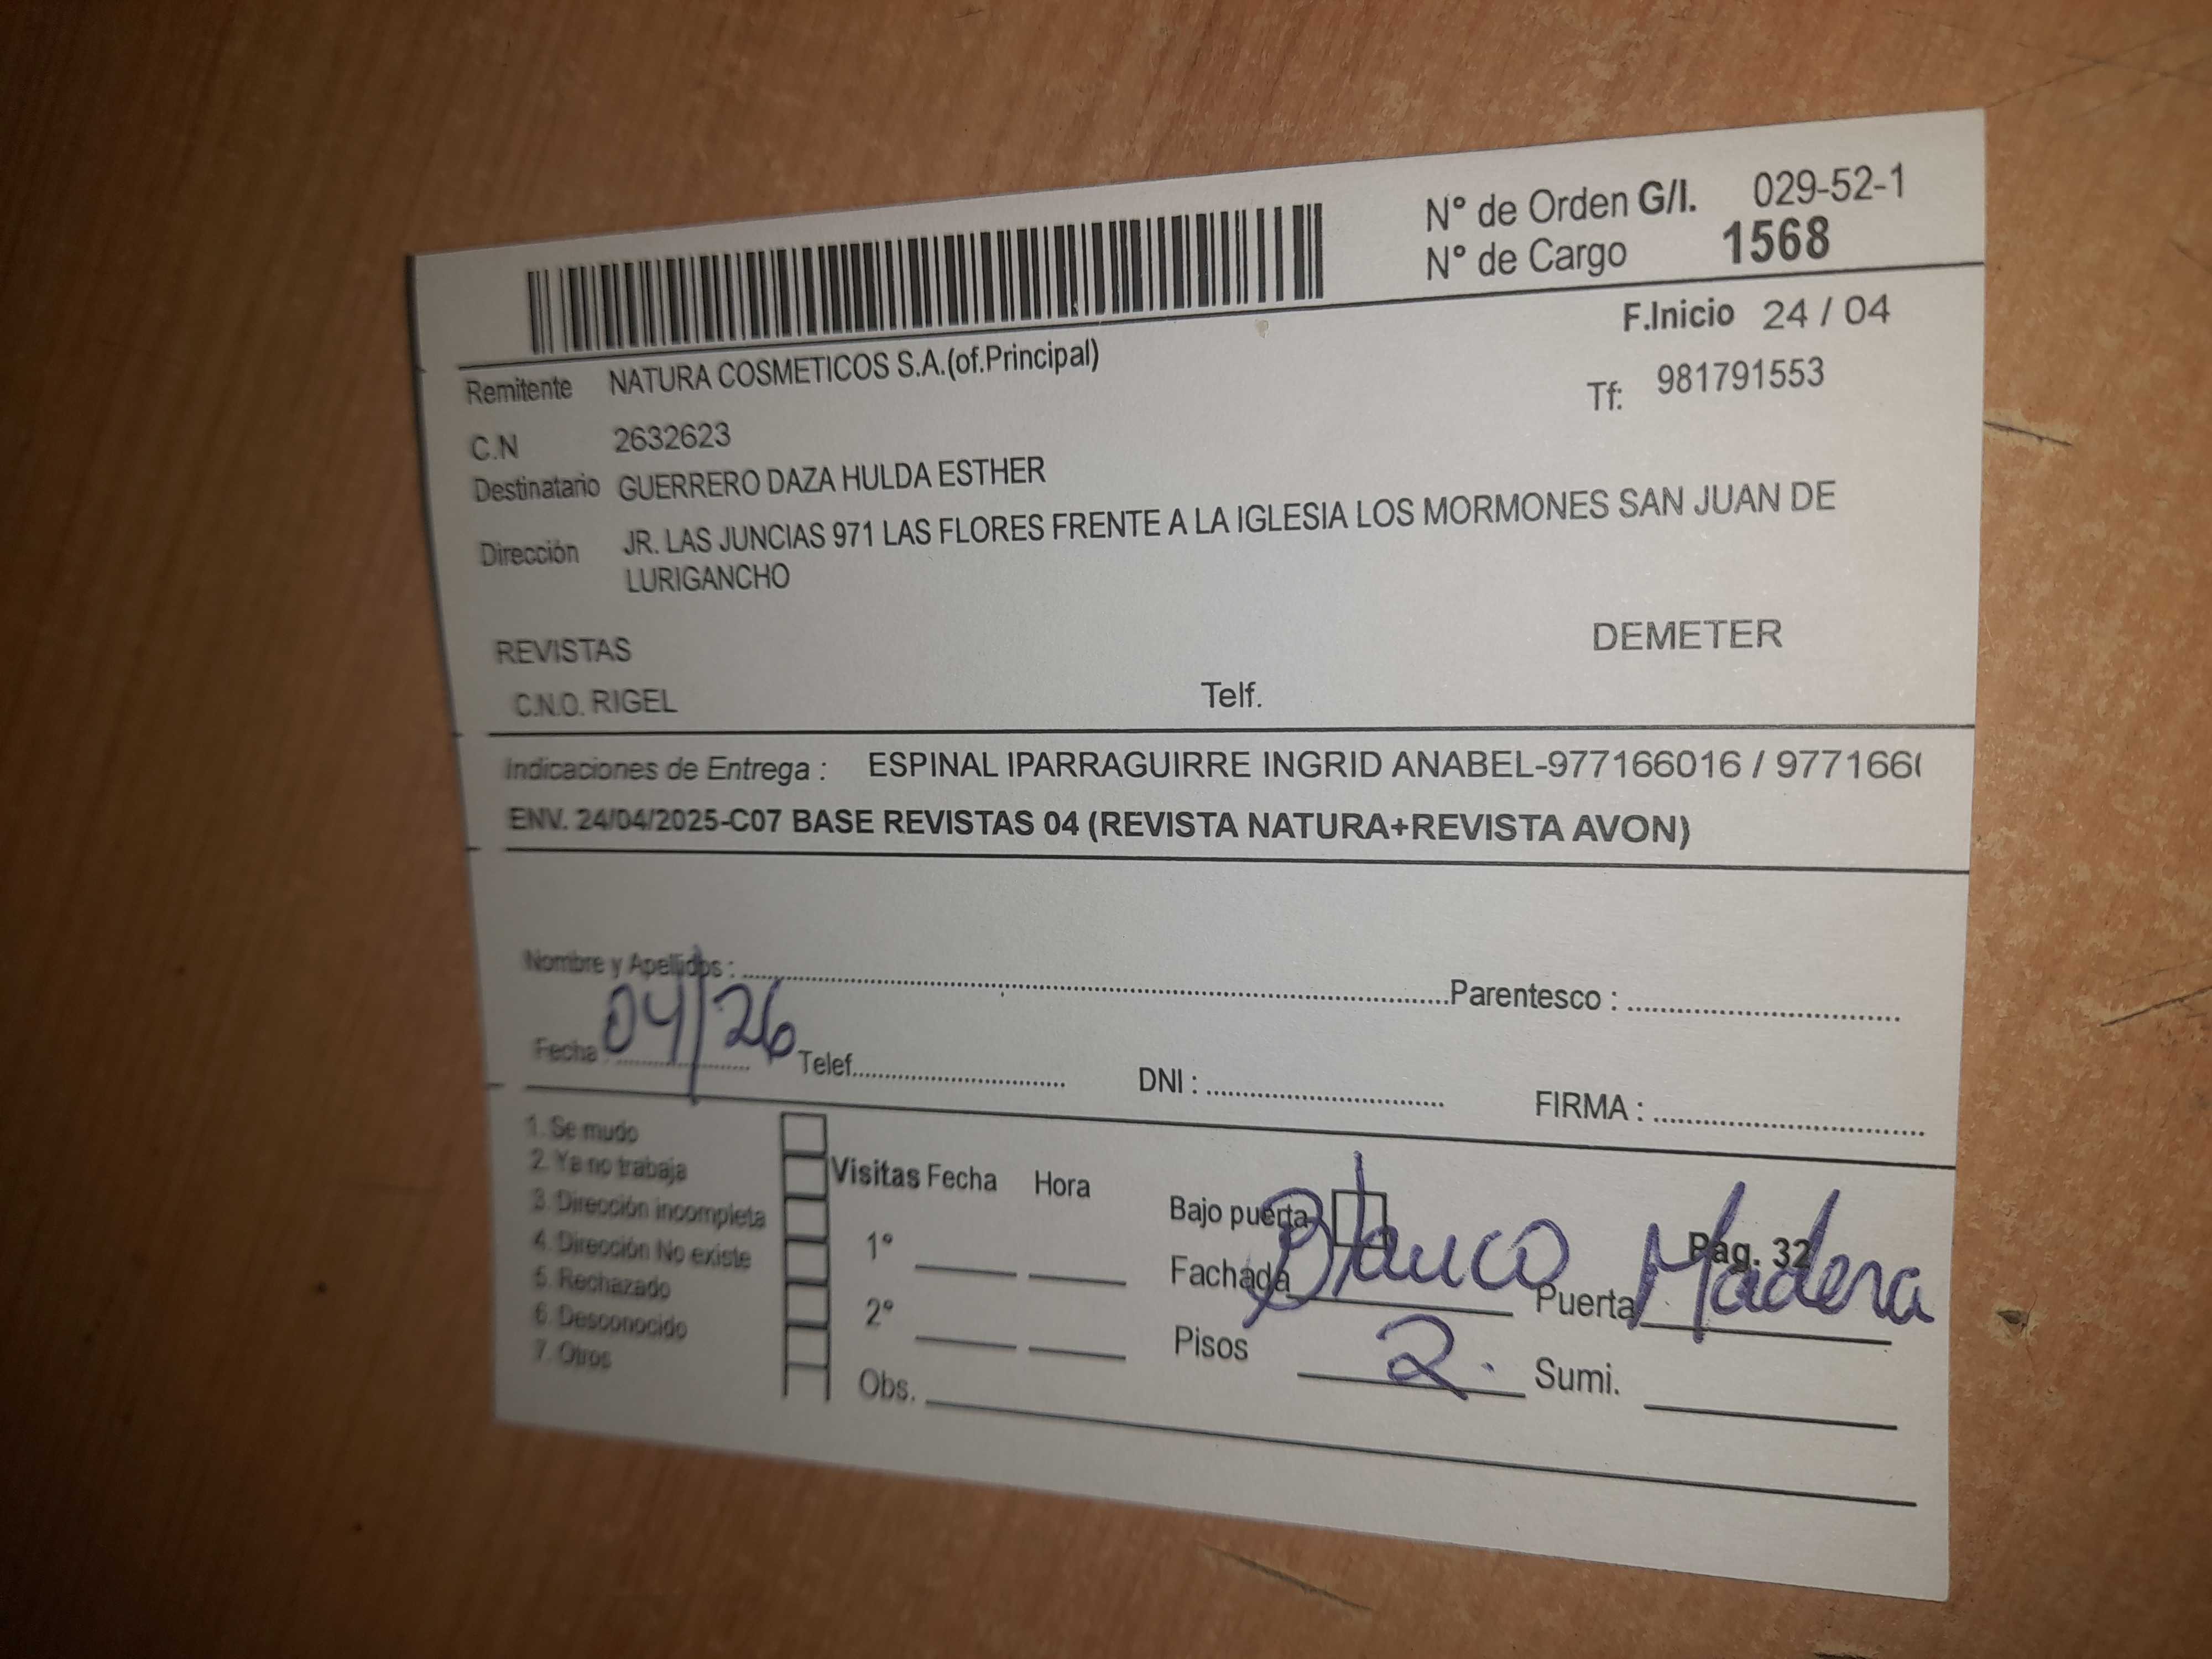 N° de Orden G/I. 029-52-1
N° de Cargo 1568
F.Inicio 24 / 04
Remitente NATURA COSMETICOS S.A.(of.Principal)
Tf: 981791553
C.N 2632623
Destinatario GUERRERO DAZA HULDA ESTHER
Dirección JR. LAS JUNCIAS 971 LAS FLORES FRENTE A LA IGLESIA LOS MORMONES SAN JUAN DE
LURIGANCHO
REVISTAS DEMETER
C.N.O. RIGEL Telf.
Indicaciones de Entrega : ESPINAL IPARRAGUIRRE INGRID ANABEL-977166016 / 977166
ENV. 24/04/2025-C07 BASE REVISTAS 04 (REVISTA NATURA+REVISTA AVON)
Nombre y Apellidos : Parentesco :
Fecha 04/26 Telef. DNI : FIRMA :
1. Se mudo
2. Ya no trabaja
3. Dirección incompleta
4. Dirección No existe
5. Rechazado
6. Desconocido
7. Otros
Visitas Fecha Hora
1°
2°
Obs.
Bajo puerta
Pag. 32
Fachada Blanco Puerta Madera
Pisos 2. Sumi.